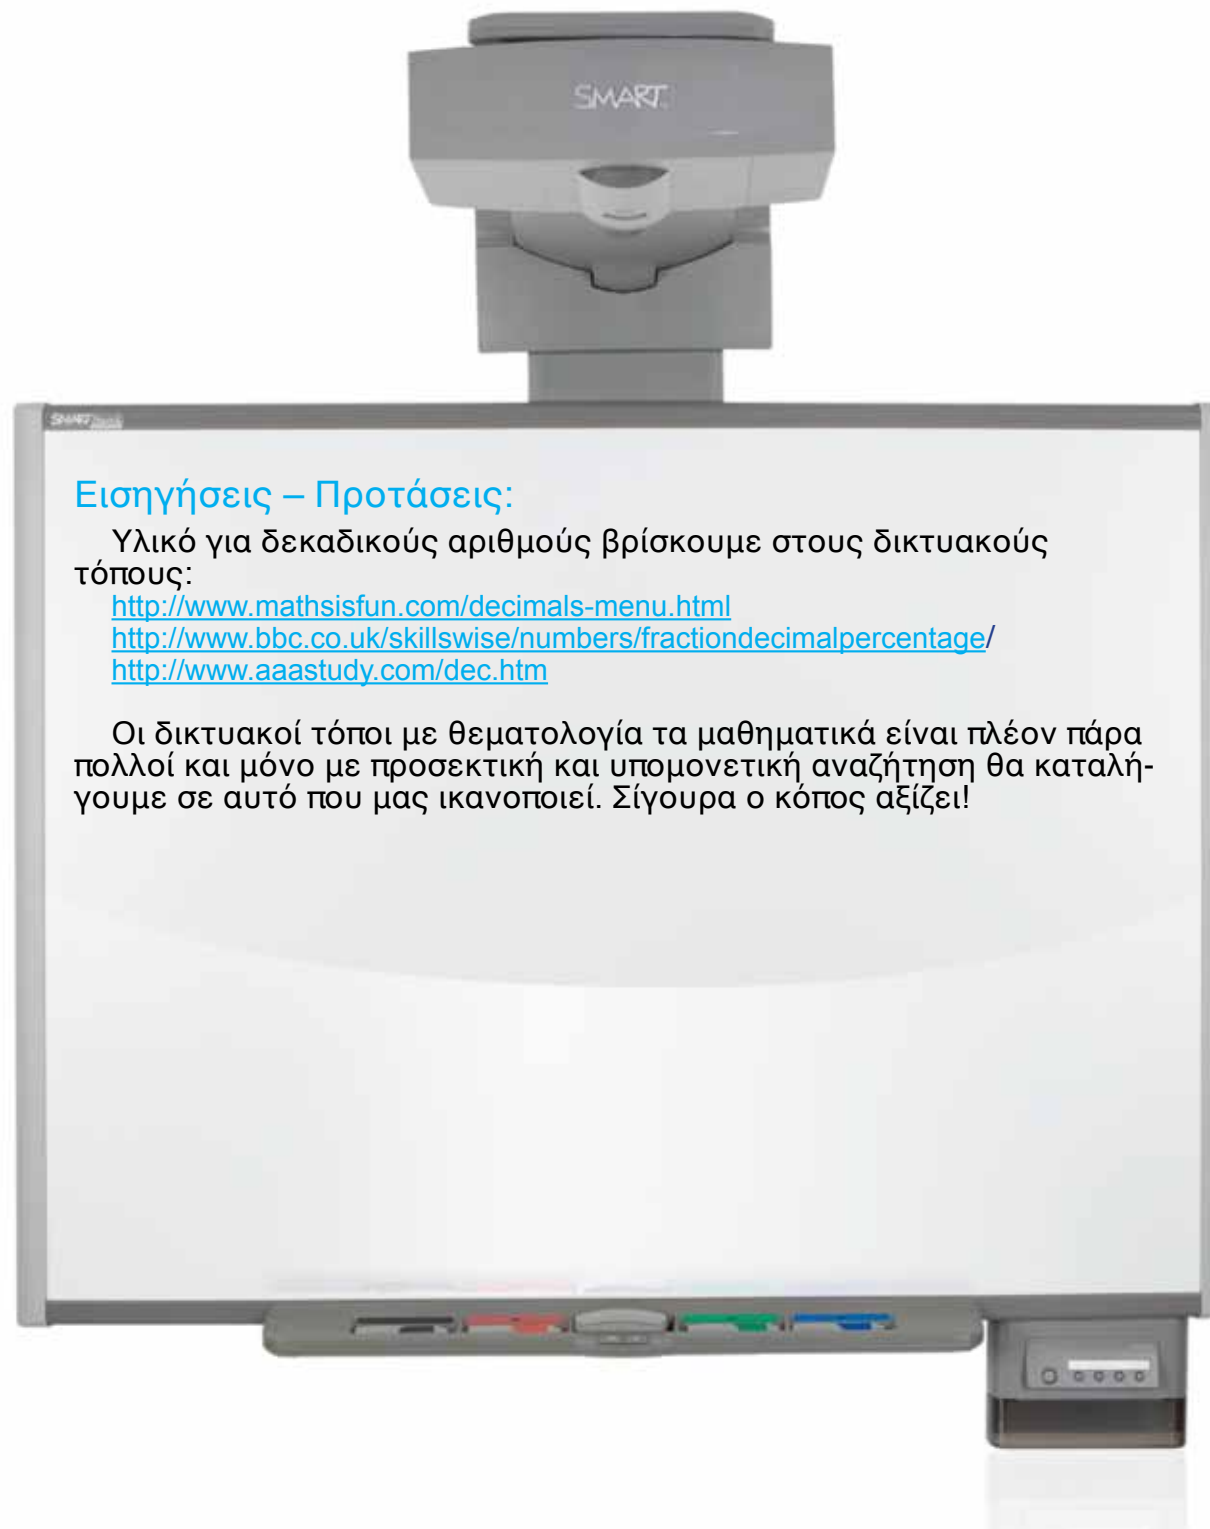 SMART
SMART
Εισηγήσεις – Προτάσεις:
Υλικό για δεκαδικούς αριθμούς βρίσκουμε στους δικτυακούς
τόπους:
http://www.mathsisfun.com/decimals-menu.html
http://www.bbc.co.uk/skillswise/numbers/fractiondecimalpercentage/
http://www.aaastudy.com/dec.htm
Οι δικτυακοί τόποι με θεματολογία τα μαθηματικά είναι πλέον πάρα
πολλοί και μόνο με προσεκτική και υπομονετική αναζήτηση θα καταλή-
γουμε σε αυτό που μας ικανοποιεί. Σίγουρα ο κόπος αξίζει!